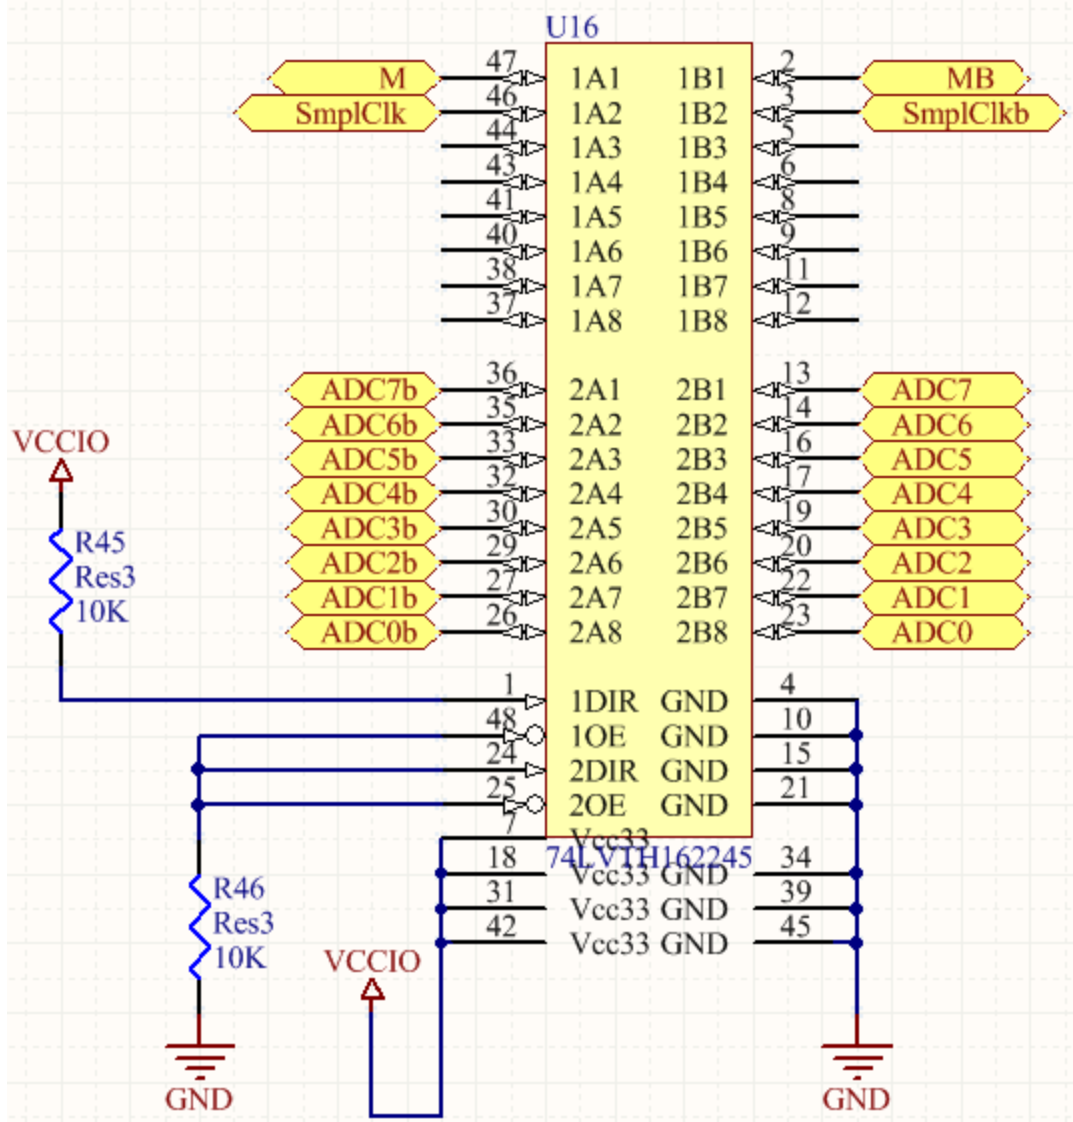 U16
M 47 1A1 1B1 2 MB
SmplClk 46 1A2 1B2 3 SmplClkb
44 1A3 1B3 5
43 1A4 1B4 6
41 1A5 1B5 8
40 1A6 1B6 9
38 1A7 1B7 11
37 1A8 1B8 12
ADC7b 36 2A1 2B1 13 ADC7
ADC6b 35 2A2 2B2 14 ADC6
VCCIO
ADC5b 33 2A3 2B3 16 ADC5
ADC4b 32 2A4 2B4 17 ADC4
ADC3b 30 2A5 2B5 19 ADC3
R45
ADC2b 29 2A6 2B6 20 ADC2
Res3
ADC1b 27 2A7 2B7 22 ADC1
10K
ADC0b 26 2A8 2B8 23 ADC0
1 1DIR GND 4
48 1OE GND 10
24 2DIR GND 15
25 2OE GND 21
7 Vcc33
74LVTH162245
18 Vcc33 GND 34
R46
31 Vcc33 GND 39
Res3
42 Vcc33 GND 45
10K
VCCIO
GND
GND